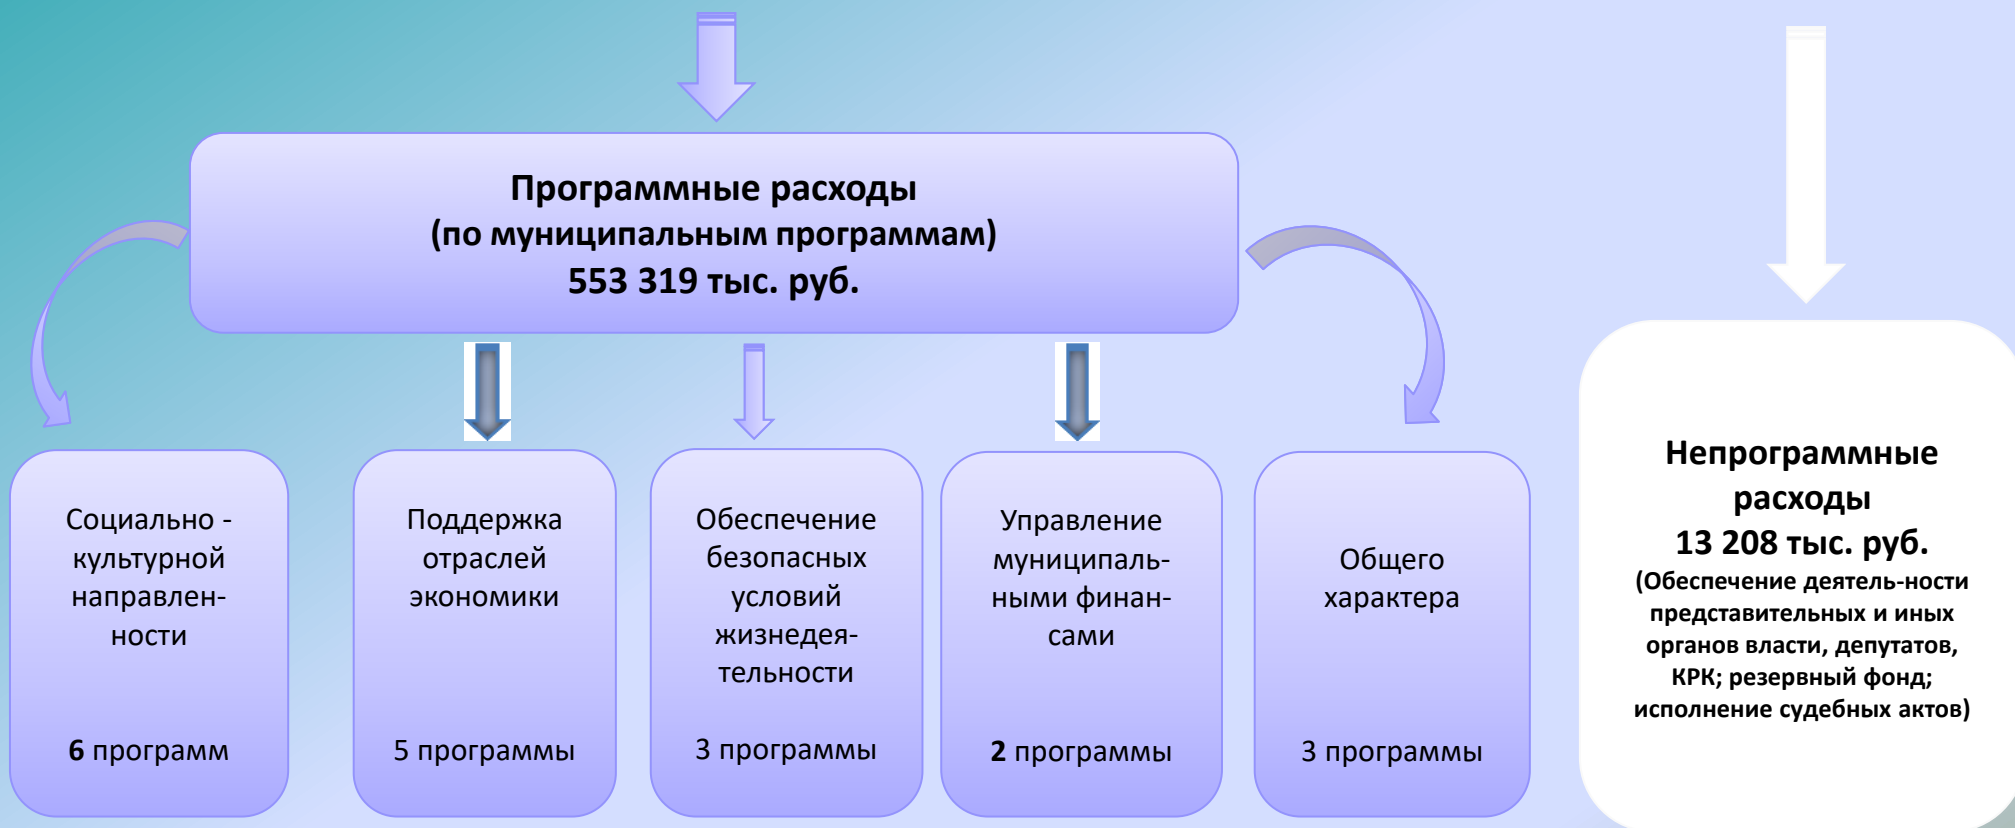 Программные расходы
(по муниципальным программам)
553 319 тыс. руб.
Социально -
культурной
направлен-
ности
6 программ
Поддержка
отраслей
экономики
5 программы
Обеспечение
безопасных
условий
жизнедея-
тельности
3 программы
Управление
муниципаль-
ными финан-
сами
2 программы
Общего
характера
3 программы
Непрограммные
расходы
13 208 тыс. руб.
(Обеспечение деятель-ности
представительных и иных
органов власти, депутатов,
КРК; резервный фонд;
исполнение судебных актов)